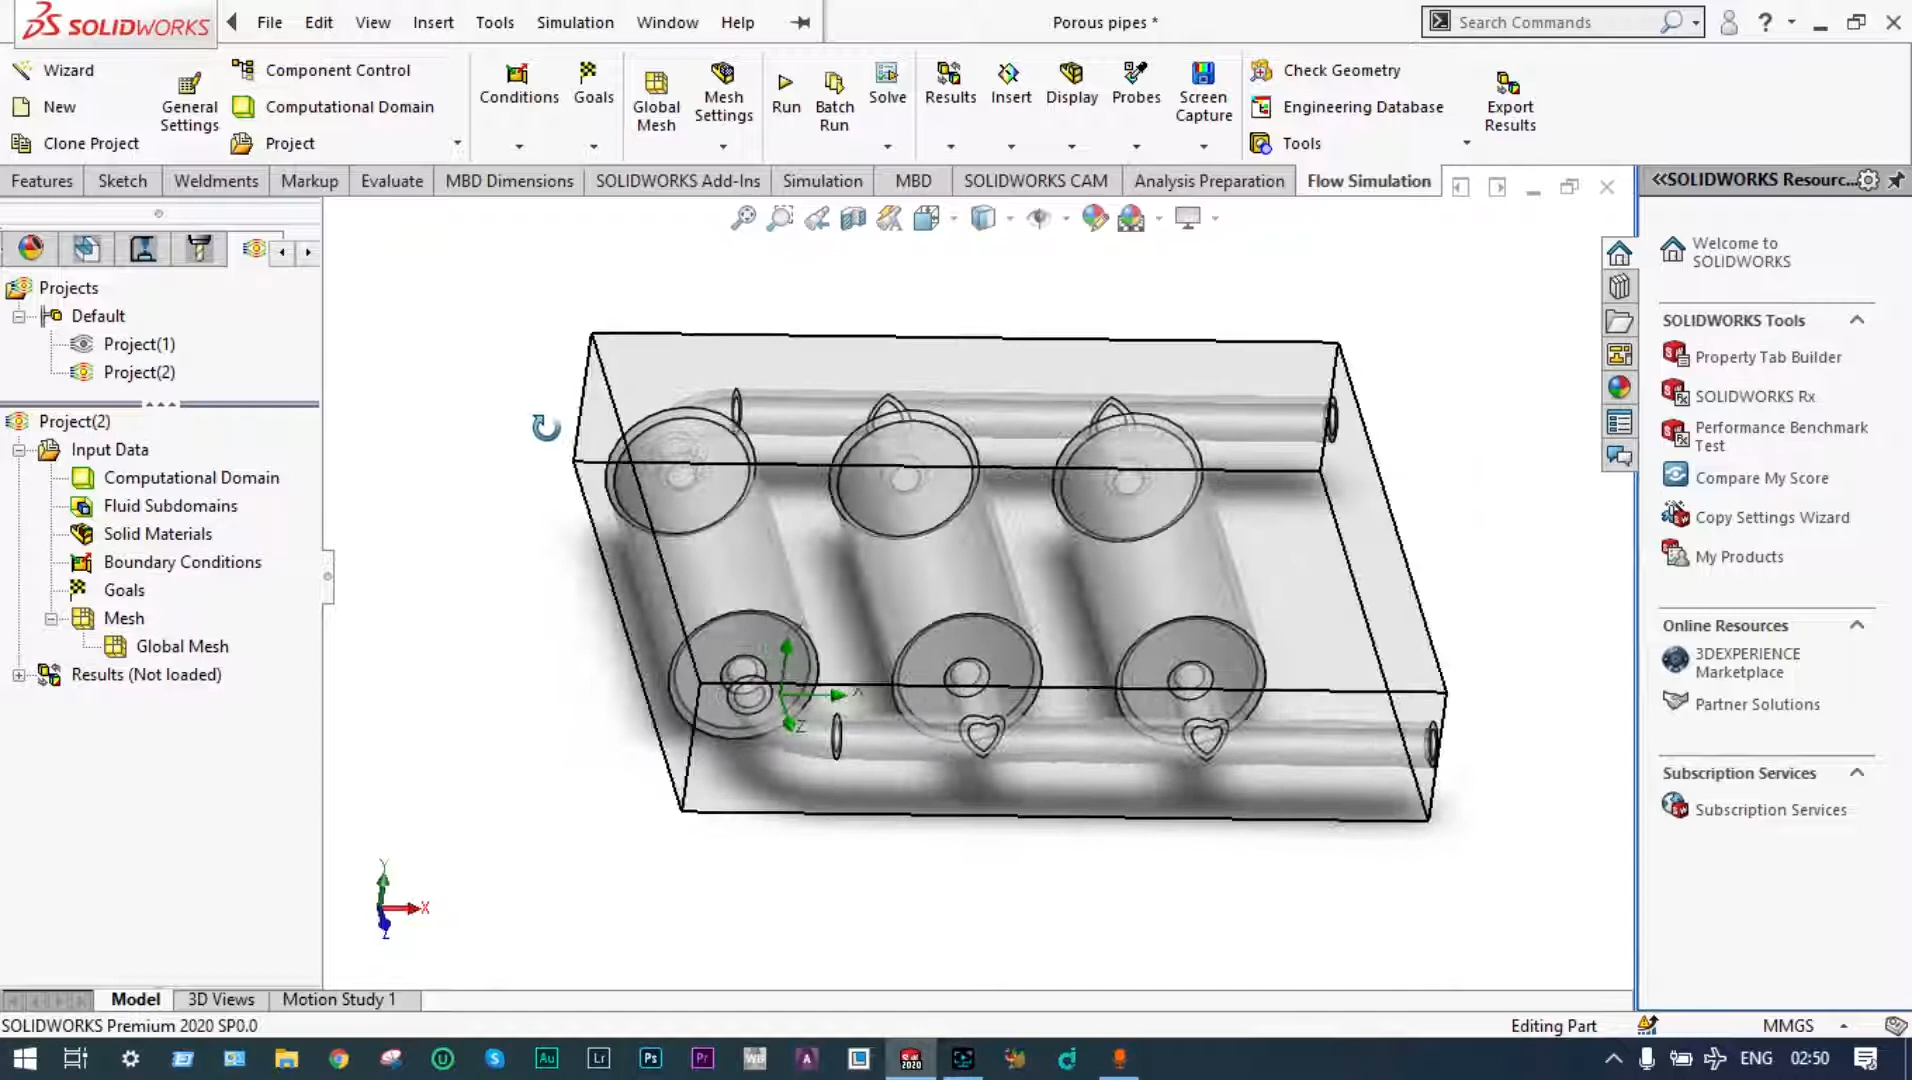 SOLIDWORKS File Edit View Insert Tools Simulation Window Help Porous pipes * Search Commands ?
Wizard
New
Clone Project
General
Settings
Component Control
Computational Domain
Project
Conditions
Goals
Global
Mesh
Mesh
Settings
Run
Batch
Run
Solve
Results
Insert
Display
Probes
Screen
Capture
Check Geometry
Engineering Database
Tools
Export
Results
Features Sketch Weldments Markup Evaluate MBD Dimensions SOLIDWORKS Add-Ins Simulation MBD SOLIDWORKS CAM Analysis Preparation Flow Simulation
«SOLIDWORKS Resourc...
Projects
Default
Project(1)
Project(2)
Project(2)
Input Data
Computational Domain
Fluid Subdomains
Solid Materials
Boundary Conditions
Goals
Mesh
Global Mesh
Results (Not loaded)
X
Z
Y
X
Z
Welcome to
SOLIDWORKS
SOLIDWORKS Tools
Property Tab Builder
SOLIDWORKS Rx
Performance Benchmark
Test
Compare My Score
Copy Settings Wizard
My Products
Online Resources
3DEXPERIENCE
Marketplace
Partner Solutions
Subscription Services
Subscription Services
Model 3D Views Motion Study 1
SOLIDWORKS Premium 2020 SP0.0 Editing Part MMGS
Au Lr Ps Pr WB A 2020 ENG 02:50